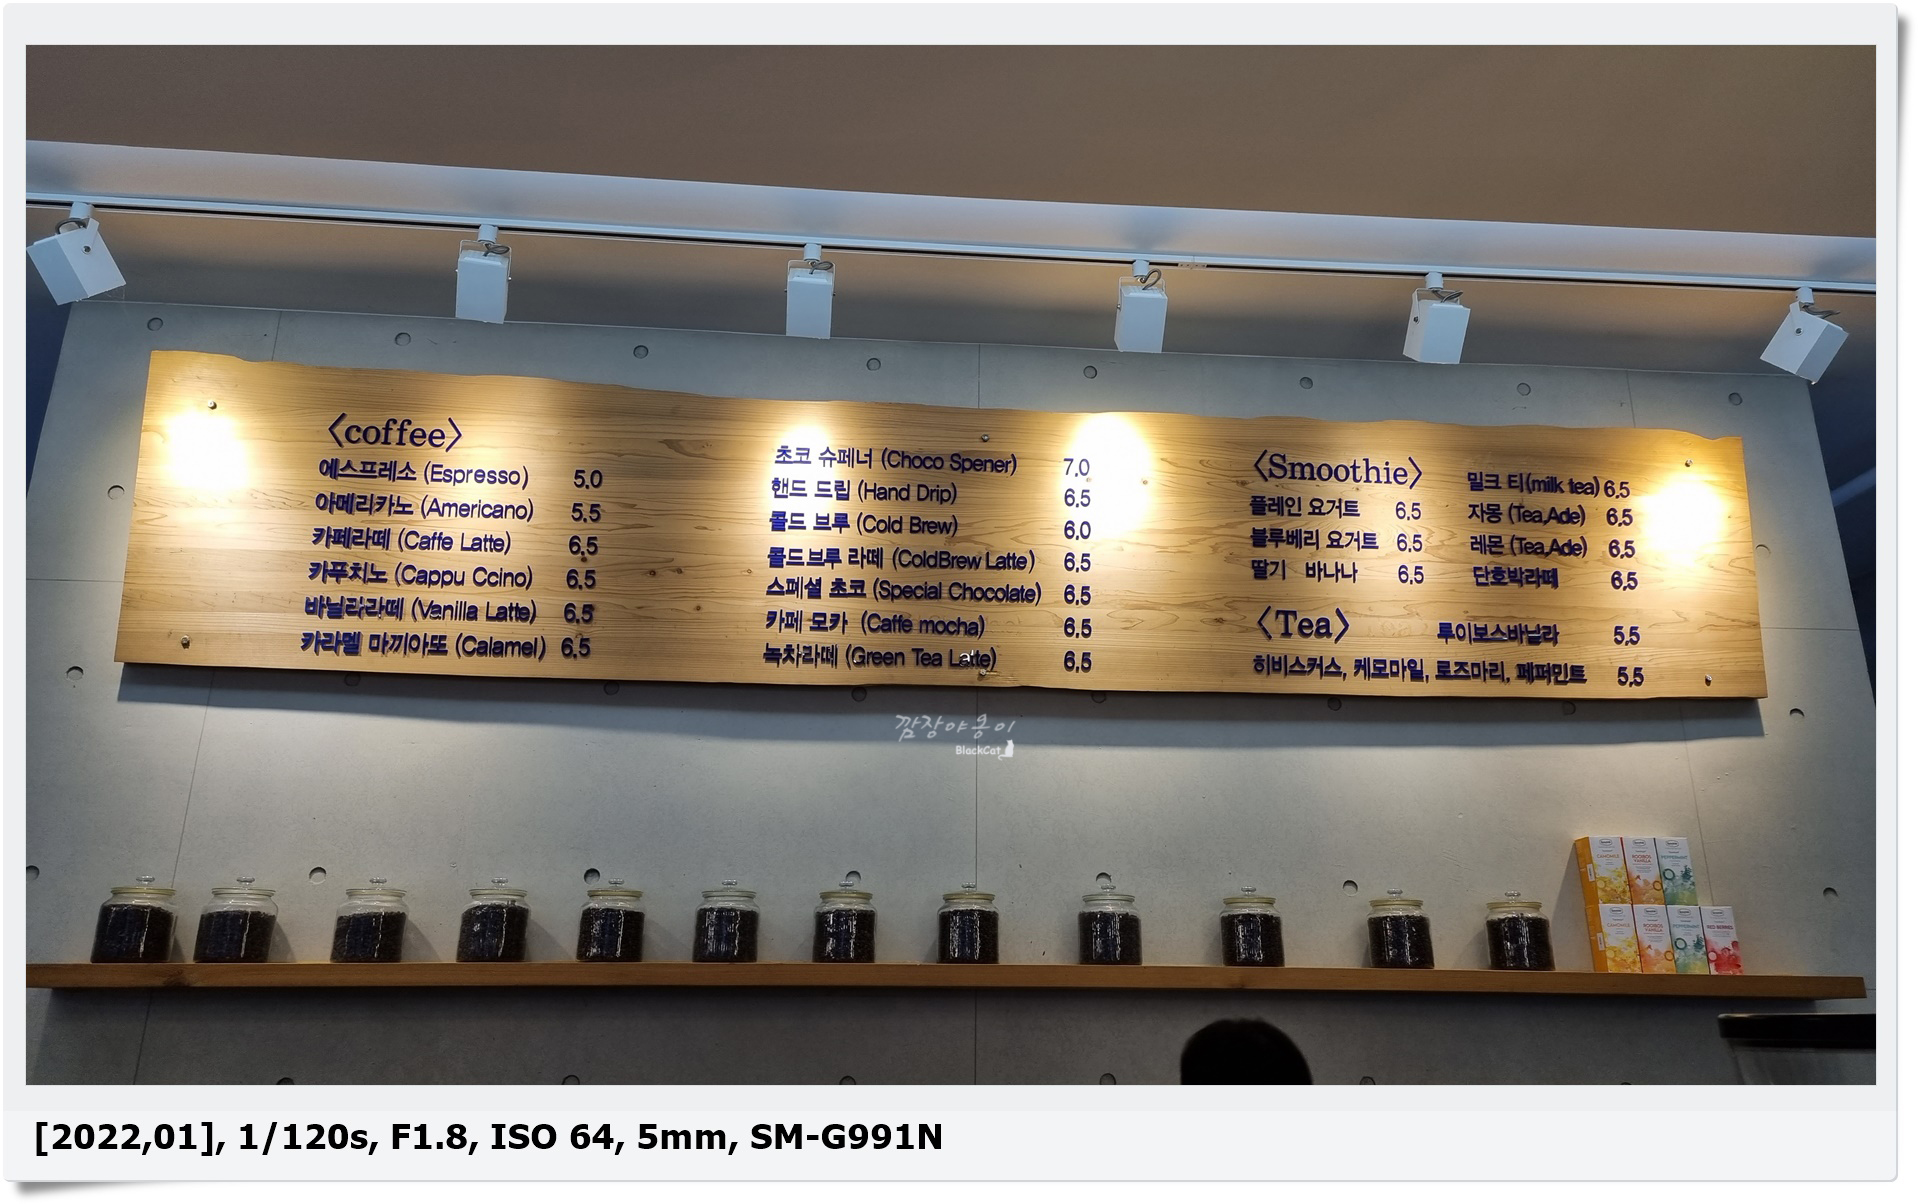 <coffee>
에스프레소 (Espresso) 5.0
아메리카노 (Americano) 5.5
카페라떼 (Caffe Latte) 6.5
카푸치노 (Cappu Ccino) 6.5
바닐라라떼 (Vanilla Latte) 6.5
카라멜 마끼아또 (Calamel) 6.5
초코 슈페너 (Choco Spener) 7.0
핸드 드립 (Hand Drip) 6.5
콜드 브루 (Cold Brew) 6.0
콜드브루 라떼 (ColdBrew Latte) 6.5
스페셜 초코 (Special Chocolate) 6.5
카페 모카 (Caffe mocha) 6.5
녹차라떼 (Green Tea Latte) 6.5
<Smoothie>
플레인 요거트 6.5
블루베리 요거트 6.5
딸기 바나나 6.5
밀크 티(milk tea) 6.5
자몽 (Tea,Ade) 6.5
레몬 (Tea,Ade) 6.5
단호박라떼 6.5
<Tea>
루이보스바닐라 5.5
히비스커스, 케모마일, 로즈마리, 페퍼민트 5.5
깜장야옹이
BlackCat
CAMOMILE
ROOIBOS VANILLA
PEPPERMINT
CAMOMILE
ROOIBOS VANILLA
PEPPERMINT
RED BERRIES
[2022,01], 1/120s, F1.8, ISO 64, 5mm, SM-G991N